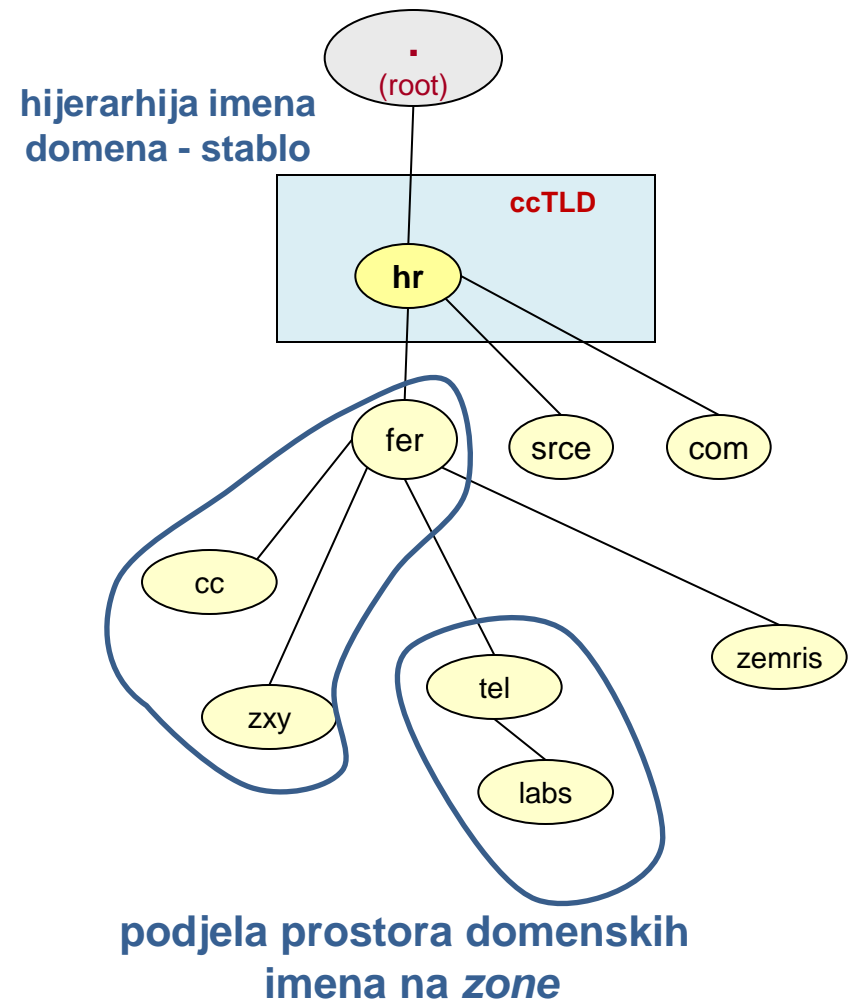 .
(root)
hijerarhija imena
domena - stablo
ccTLD
hr
fer
srce
com
cc
zemris
tel
zxy
labs
podjela prostora domenskih
imena na zone